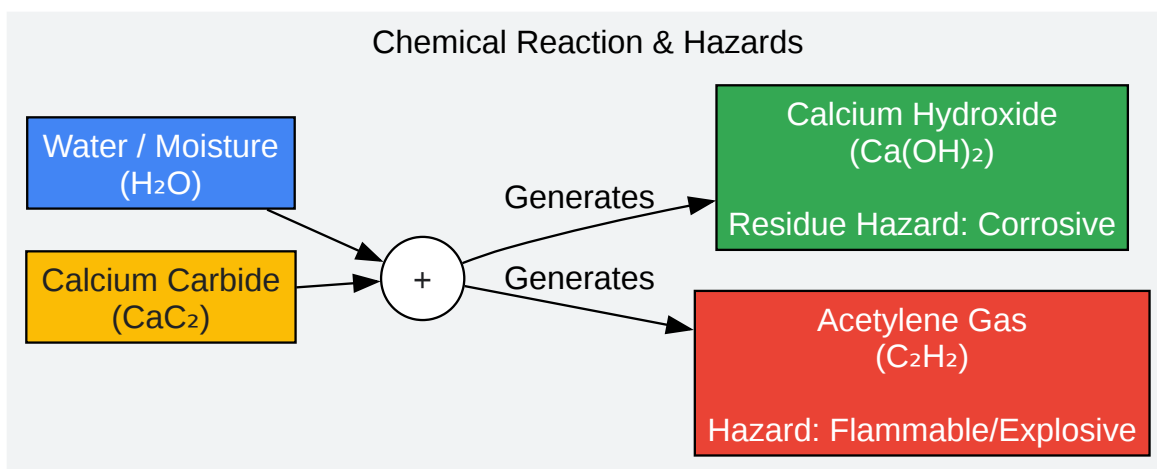 Chemical Reaction & Hazards
Water / Moisture
(H₂O)
Calcium Carbide
(CaC₂)
+
Generates
Generates
Calcium Hydroxide
(Ca(OH)₂)
Residue Hazard: Corrosive
Acetylene Gas
(C₂H₂)
Hazard: Flammable/Explosive